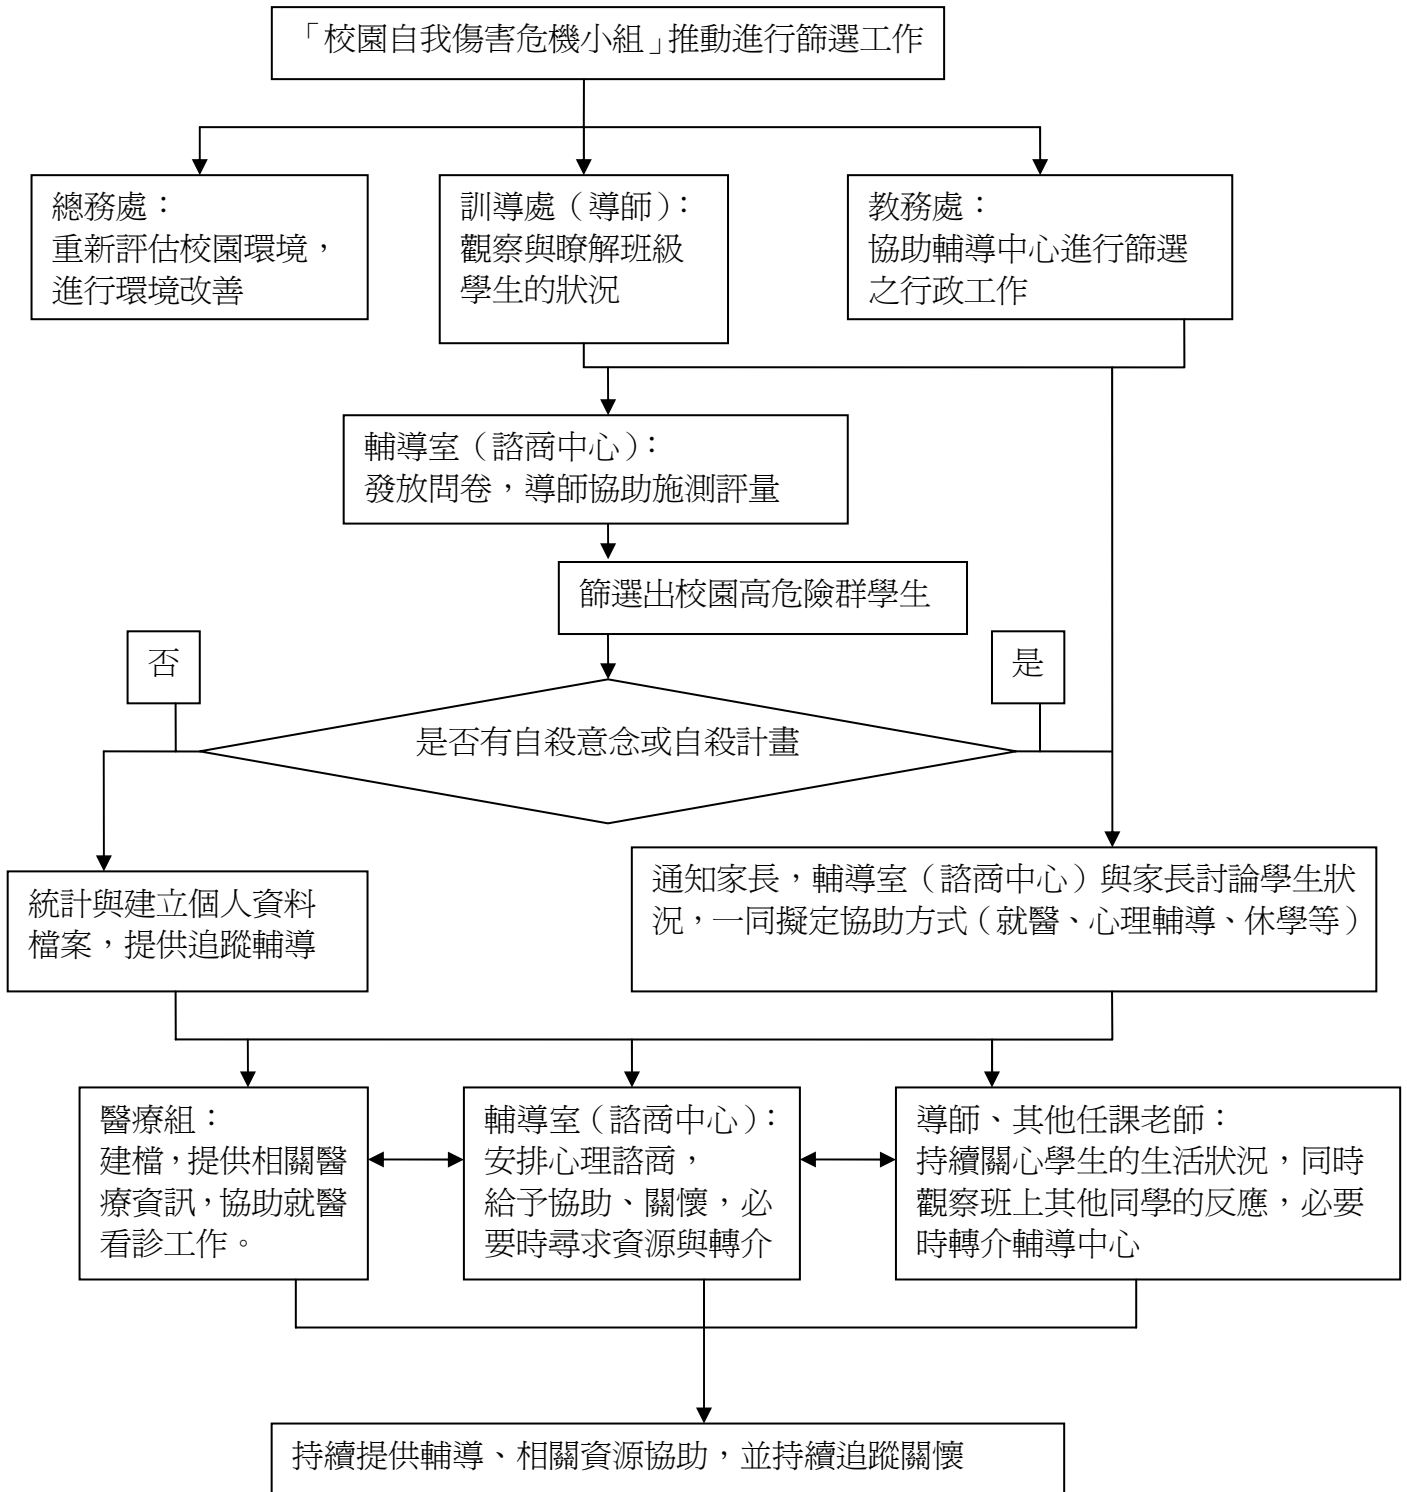 「校園自我傷害危機小組」推動進行篩選工作
總務處：
重新評估校園環境，
進行環境改善
訓導處（導師）：
觀察與瞭解班級
學生的狀況
教務處：
協助輔導中心進行篩選
之行政工作
輔導室（諮商中心）：
發放問卷，導師協助施測評量
篩選出校園高危險群學生
否
是
是否有自殺意念或自殺計畫
統計與建立個人資料
檔案，提供追蹤輔導
通知家長，輔導室（諮商中心）與家長討論學生狀
況，一同擬定協助方式（就醫、心理輔導、休學等）
醫療組：
建檔，提供相關醫
療資訊，協助就醫
看診工作。
輔導室（諮商中心）：
安排心理諮商，
給予協助、關懷，必
要時尋求資源與轉介
導師、其他任課老師：
持續關心學生的生活狀況，同時
觀察班上其他同學的反應，必要
時轉介輔導中心
持續提供輔導、相關資源協助，並持續追蹤關懷